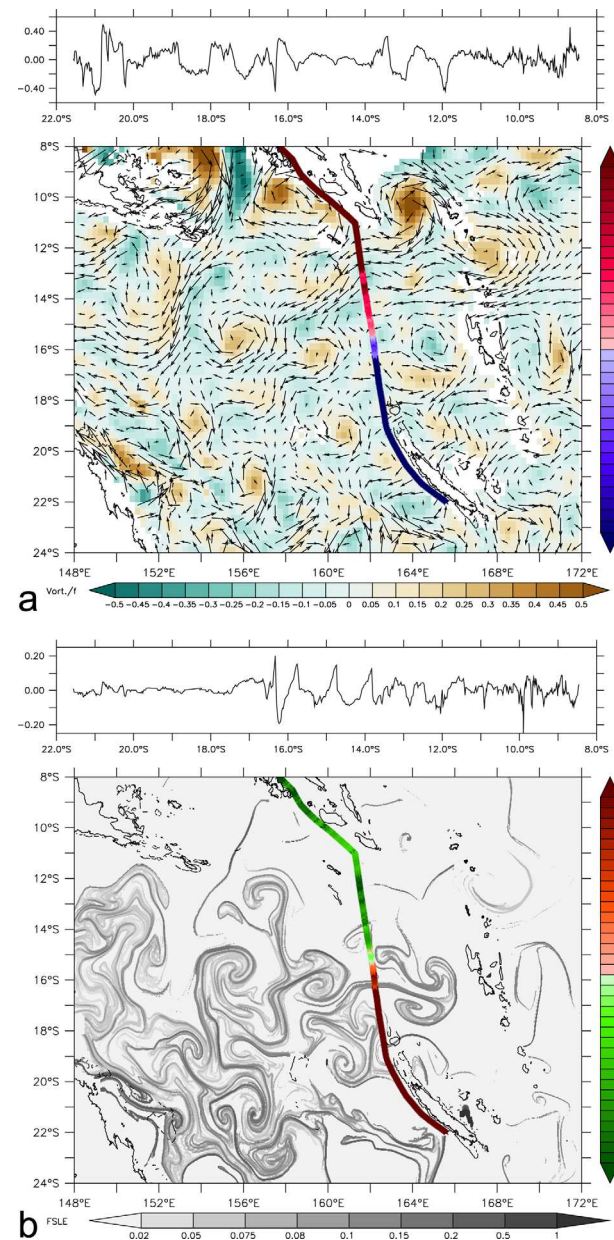 0.40
0.00
−0.40
22.0°S 20.0°S 18.0°S 16.0°S 14.0°S 12.0°S 10.0°S 8.0°S
8°S
10°S
12°S
14°S
16°S
18°S
20°S
22°S
24°S
148°E 152°E 156°E 160°E 164°E 168°E 172°E
a Vort./f
−0.5 −0.45 −0.4 −0.35 −0.3 −0.25 −0.2 −0.15 −0.1 −0.05 0 0.05 0.1 0.15 0.2 0.25 0.3 0.35 0.4 0.45 0.5
0.20
0.00
−0.20
22.0°S 20.0°S 18.0°S 16.0°S 14.0°S 12.0°S 10.0°S 8.0°S
8°S
10°S
12°S
14°S
16°S
18°S
20°S
22°S
24°S
148°E 152°E 156°E 160°E 164°E 168°E 172°E
b FSLE
0.02 0.05 0.075 0.08 0.1 0.15 0.2 0.5 1